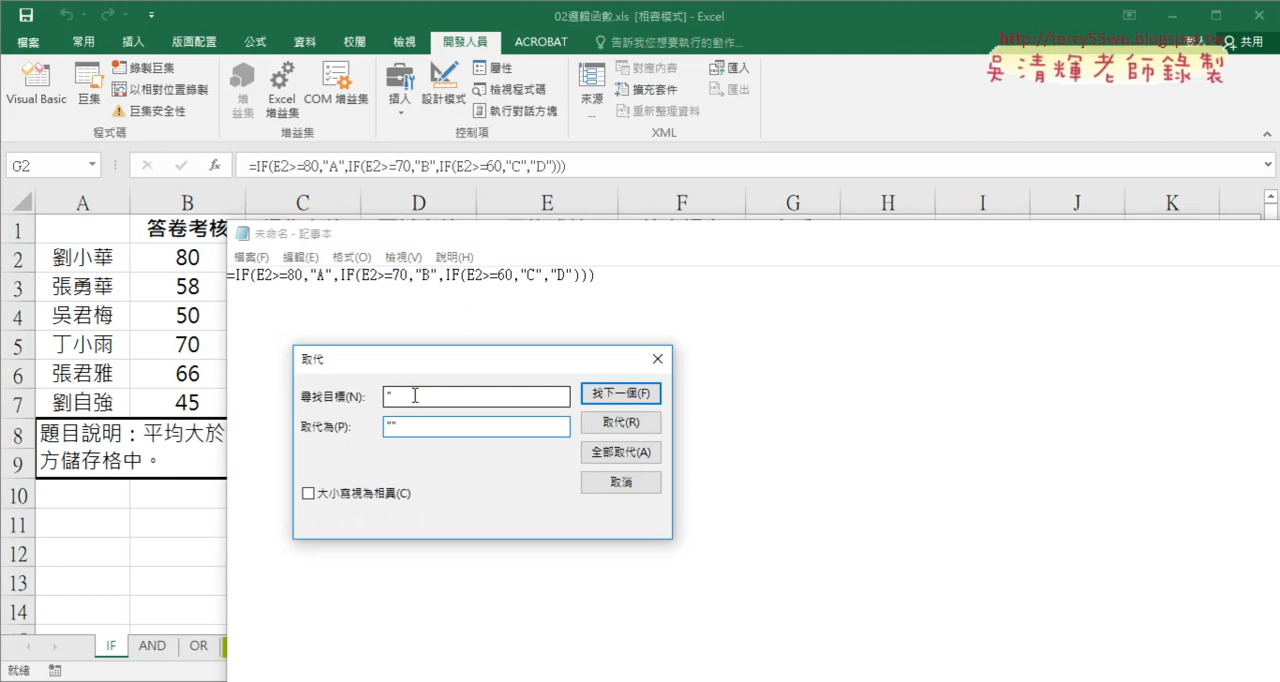 02邏輯函數.xls [相容模式] - Excel
檔案 常用 插入 版面配置 公式 資料 校閱 檢視 開發人員 ACROBAT 告訴我您想要執行的動作... 登入 共用
http://terry55wu.blogspot.tw
吳清輝老師錄製
Visual Basic 巨集 錄製巨集 以相對位置錄製 巨集安全性 程式碼
增益集 Excel 增益集 COM 增益集 增益集
插入 設計模式 屬性 檢視程式碼 執行對話方塊 控制項
來源... 對應內容 擴充套件 重新整理資料 匯入 匯出 XML
G2 fx =IF(E2>=80,"A",IF(E2>=70,"B",IF(E2>=60,"C","D")))
A B C D E F G H I J K
1 答卷考核
2 劉小華 80
3 張勇華 58
4 吳君梅 50
5 丁小雨 70
6 張君雅 66
7 劉自強 45
8 題目說明：平均大於
9 方儲存格中。
10
11
12
13
14
未命名 - 記事本
檔案(F) 編輯(E) 格式(O) 檢視(V) 說明(H)
=IF(E2>=80,"A",IF(E2>=70,"B",IF(E2>=60,"C","D")))
取代
尋找目標(N): " 找下一個(F)
取代為(P): "" 取代(R)
全部取代(A)
取消
大小寫視為相異(C)
IF AND OR
就緒